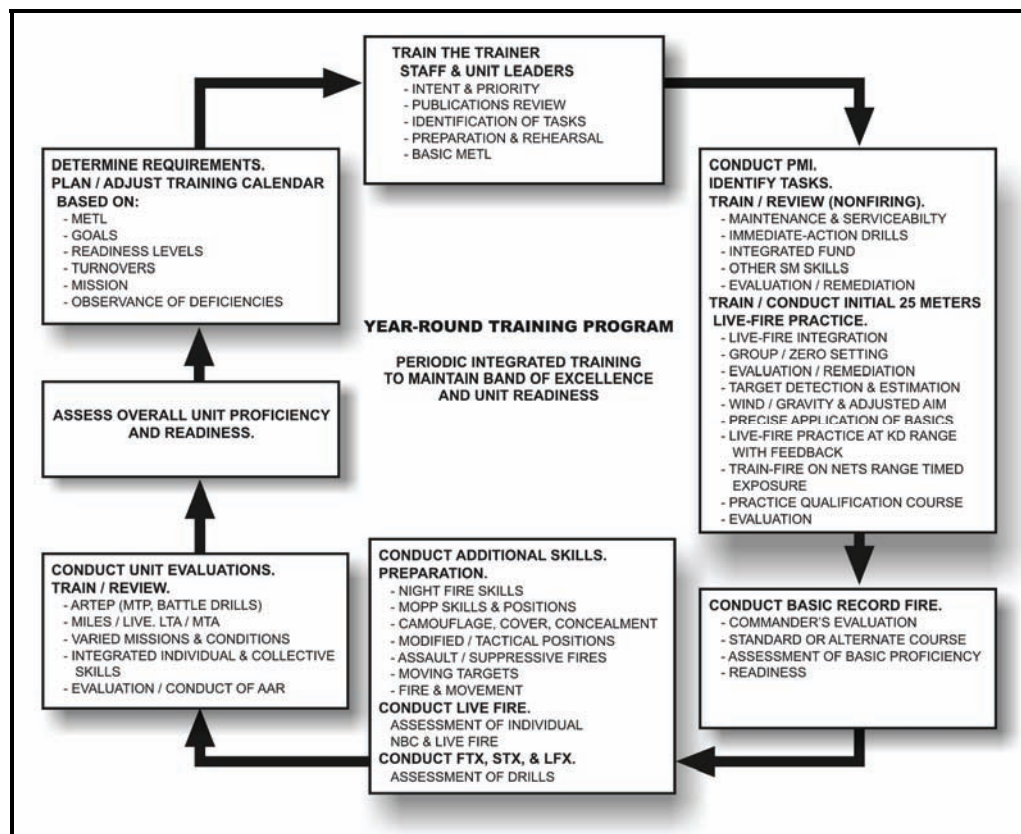 TRAIN THE TRAINER
STAFF & UNIT LEADERS
- INTENT & PRIORITY
- PUBLICATIONS REVIEW
- IDENTIFICATION OF TASKS
- PREPARATION & REHEARSAL
- BASIC METL
DETERMINE REQUIREMENTS.
PLAN / ADJUST TRAINING CALENDAR
BASED ON:
- METL
- GOALS
- READINESS LEVELS
- TURNOVERS
- MISSION
- OBSERVANCE OF DEFICIENCIES
CONDUCT PMI.
IDENTIFY TASKS.
TRAIN / REVIEW (NONFIRING).
- MAINTENANCE & SERVICEABILTY
- IMMEDIATE-ACTION DRILLS
- INTEGRATED FUND
- OTHER SM SKILLS
- EVALUATION / REMEDIATION
TRAIN / CONDUCT INITIAL 25 METERS
LIVE-FIRE PRACTICE.
- LIVE-FIRE INTEGRATION
- GROUP / ZERO SETTING
- EVALUATION / REMEDIATION
- TARGET DETECTION & ESTIMATION
- WIND / GRAVITY & ADJUSTED AIM
- PRECISE APPLICATION OF BASICS
- LIVE-FIRE PRACTICE AT KD RANGE
WITH FEEDBACK
- TRAIN-FIRE ON NETS RANGE TIMED
EXPOSURE
- PRACTICE QUALIFICATION COURSE
- EVALUATION
YEAR-ROUND TRAINING PROGRAM
PERIODIC INTEGRATED TRAINING
TO MAINTAIN BAND OF EXCELLENCE
AND UNIT READINESS
ASSESS OVERALL UNIT PROFICIENCY
AND READINESS.
CONDUCT UNIT EVALUATIONS.
TRAIN / REVIEW.
- ARTEP (MTP, BATTLE DRILLS)
- MILES / LIVE. LTA / MTA
- VARIED MISSIONS & CONDITIONS
- INTEGRATED INDIVIDUAL & COLLECTIVE
SKILLS
- EVALUATION / CONDUCT OF AAR
CONDUCT ADDITIONAL SKILLS.
PREPARATION.
- NIGHT FIRE SKILLS
- MOPP SKILLS & POSITIONS
- CAMOUFLAGE, COVER, CONCEALMENT
- MODIFIED / TACTICAL POSITIONS
- ASSAULT / SUPPRESSIVE FIRES
- MOVING TARGETS
- FIRE & MOVEMENT
CONDUCT LIVE FIRE.
ASSESSMENT OF INDIVIDUAL
NBC & LIVE FIRE
CONDUCT FTX, STX, & LFX.
ASSESSMENT OF DRILLS
CONDUCT BASIC RECORD FIRE.
- COMMANDER'S EVALUATION
- STANDARD OR ALTERNATE COURSE
- ASSESSMENT OF BASIC PROFICIENCY
- READINESS